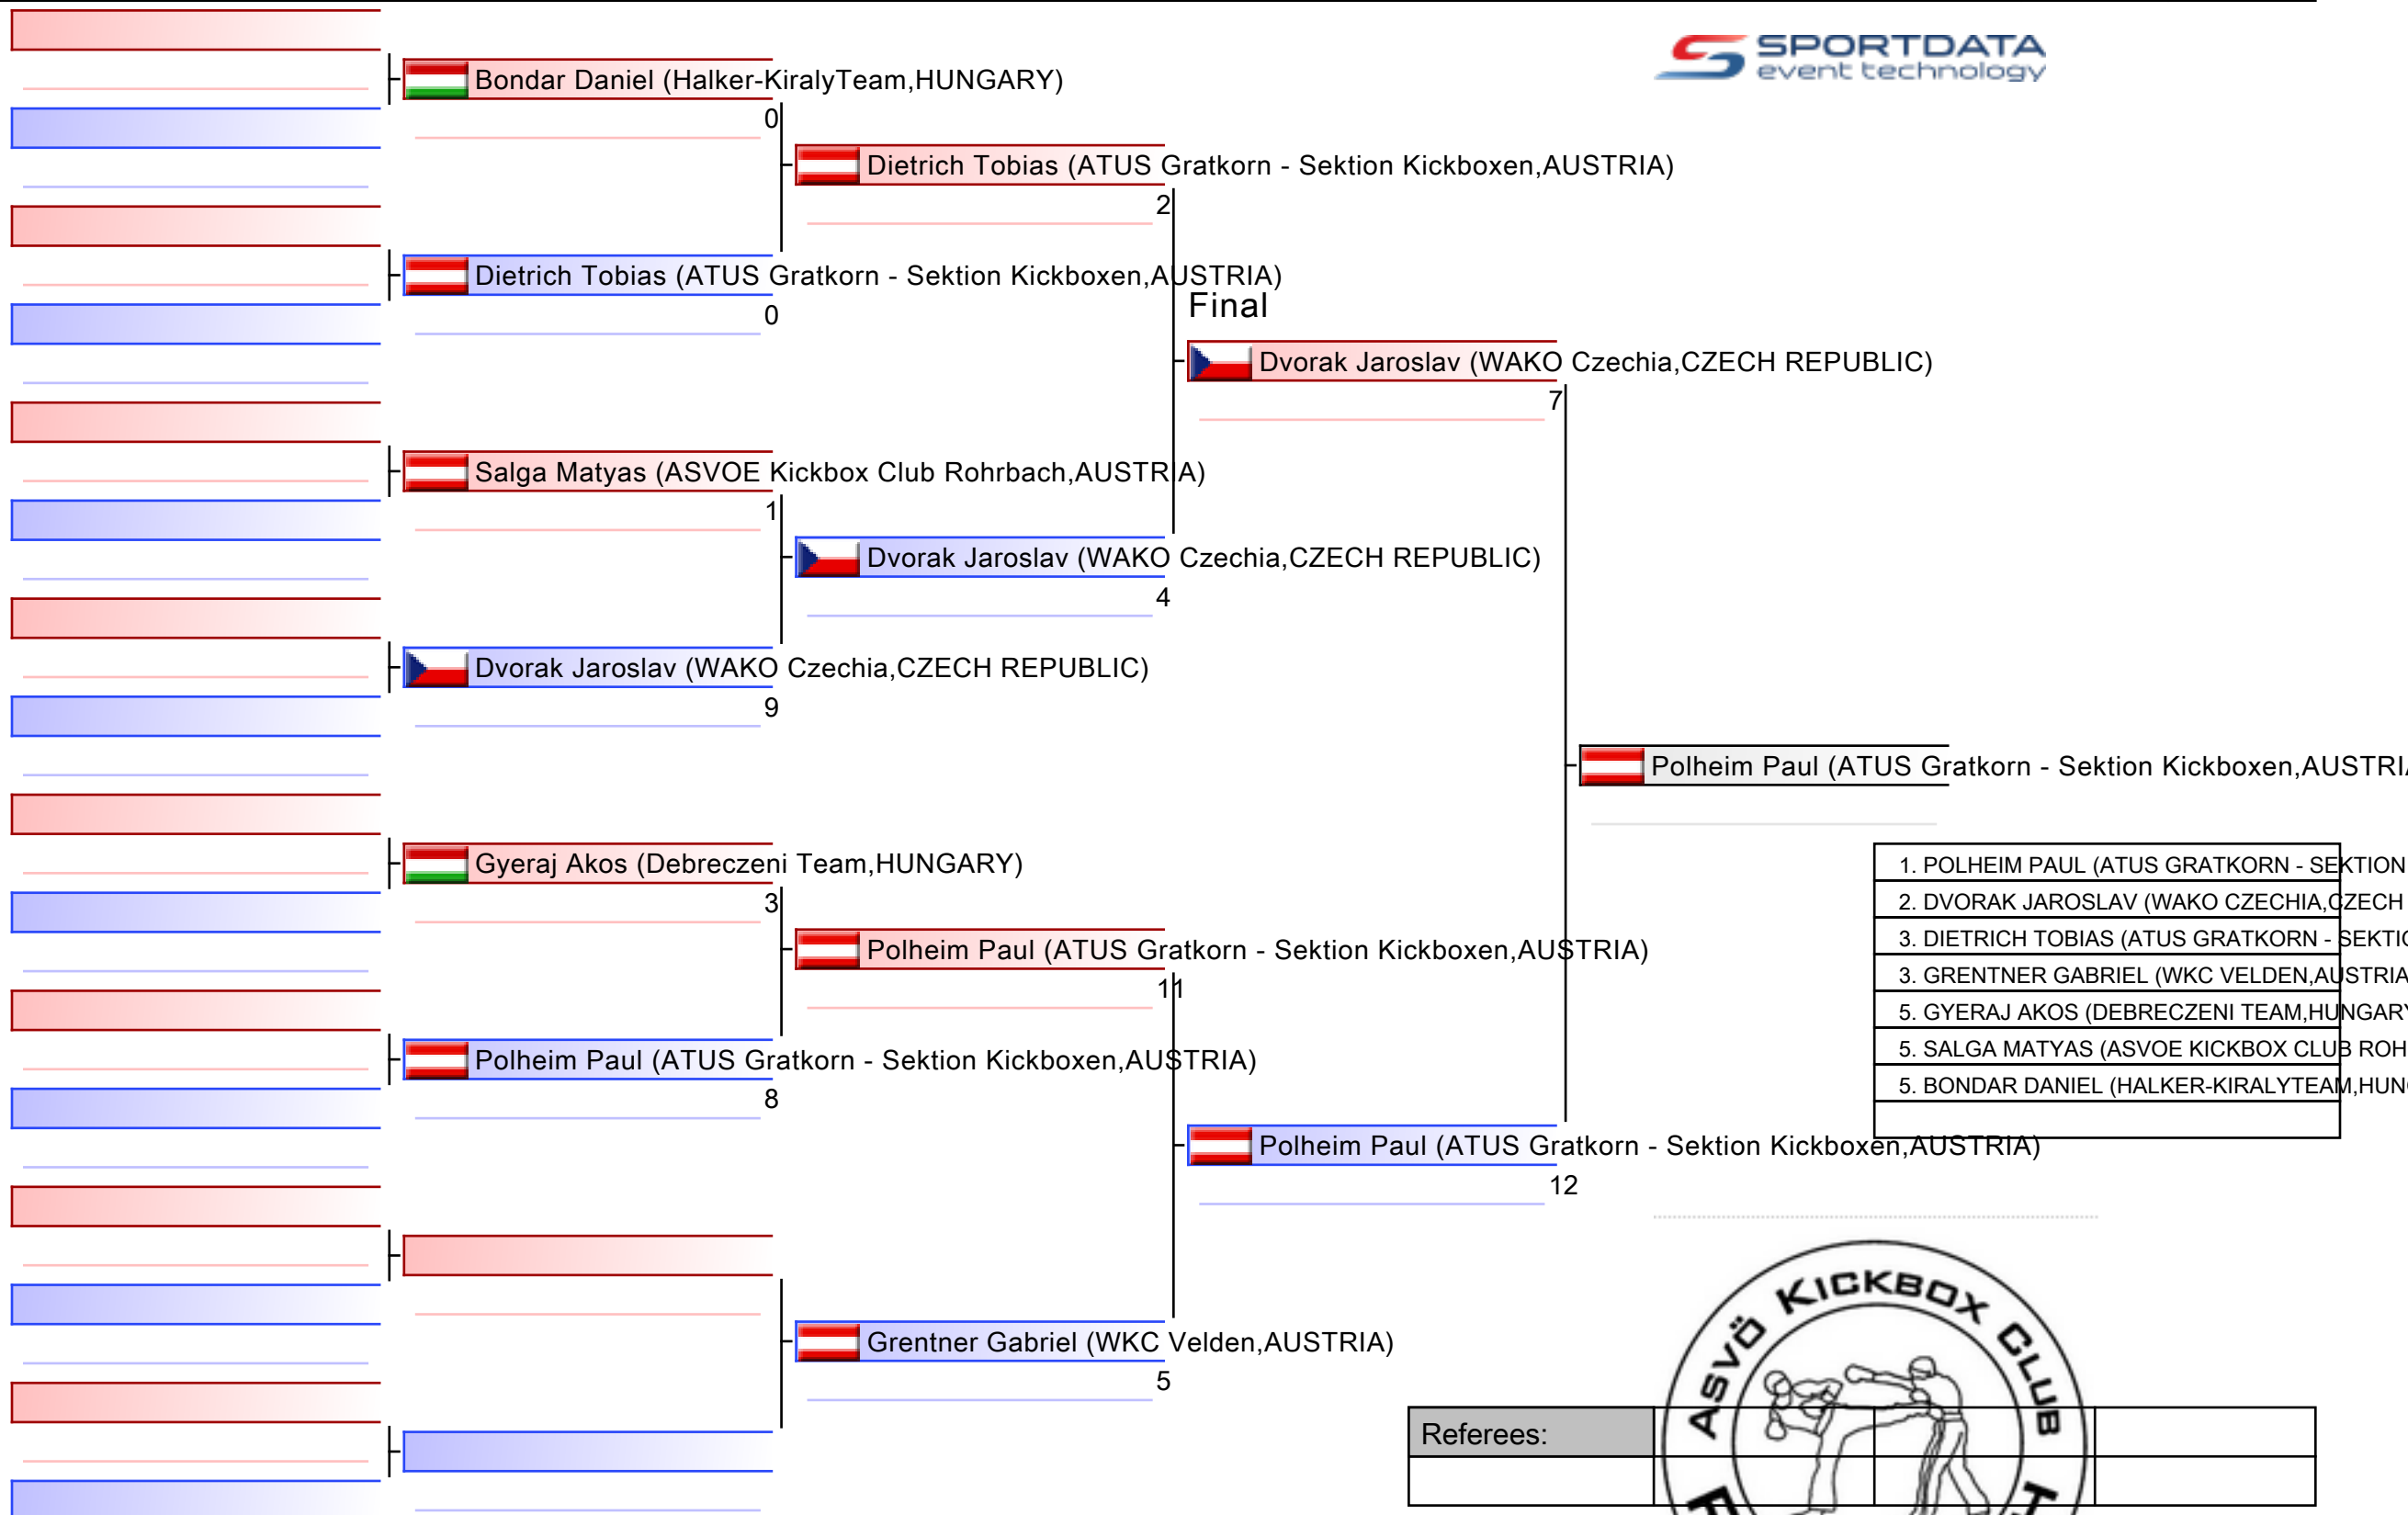 SPORTDATA
event technology
Bondar Daniel (Halker-KiralyTeam,HUNGARY)
0
Dietrich Tobias (ATUS Gratkorn - Sektion Kickboxen,AUSTRIA)
2
Dietrich Tobias (ATUS Gratkorn - Sektion Kickboxen,AUSTRIA)
0
Final
Dvorak Jaroslav (WAKO Czechia,CZECH REPUBLIC)
7
Salga Matyas (ASVOE Kickbox Club Rohrbach,AUSTRIA)
1
Dvorak Jaroslav (WAKO Czechia,CZECH REPUBLIC)
4
Dvorak Jaroslav (WAKO Czechia,CZECH REPUBLIC)
9
Polheim Paul (ATUS Gratkorn - Sektion Kickboxen,AUSTRIA
Gyeraj Akos (Debreczeni Team,HUNGARY)
3
Polheim Paul (ATUS Gratkorn - Sektion Kickboxen,AUSTRIA)
11
Polheim Paul (ATUS Gratkorn - Sektion Kickboxen,AUSTRIA)
8
1. POLHEIM PAUL (ATUS GRATKORN - SEKTION
2. DVORAK JAROSLAV (WAKO CZECHIA,CZECH
3. DIETRICH TOBIAS (ATUS GRATKORN - SEKTIO
3. GRENTNER GABRIEL (WKC VELDEN,AUSTRIA
5. GYERAJ AKOS (DEBRECZENI TEAM,HUNGARY
5. SALGA MATYAS (ASVOE KICKBOX CLUB ROH
5. BONDAR DANIEL (HALKER-KIRALYTEAM,HUN
Polheim Paul (ATUS Gratkorn - Sektion Kickboxen,AUSTRIA)
12
Grentner Gabriel (WKC Velden,AUSTRIA)
5
ASVÖ KICKBOX CLUB
Referees: